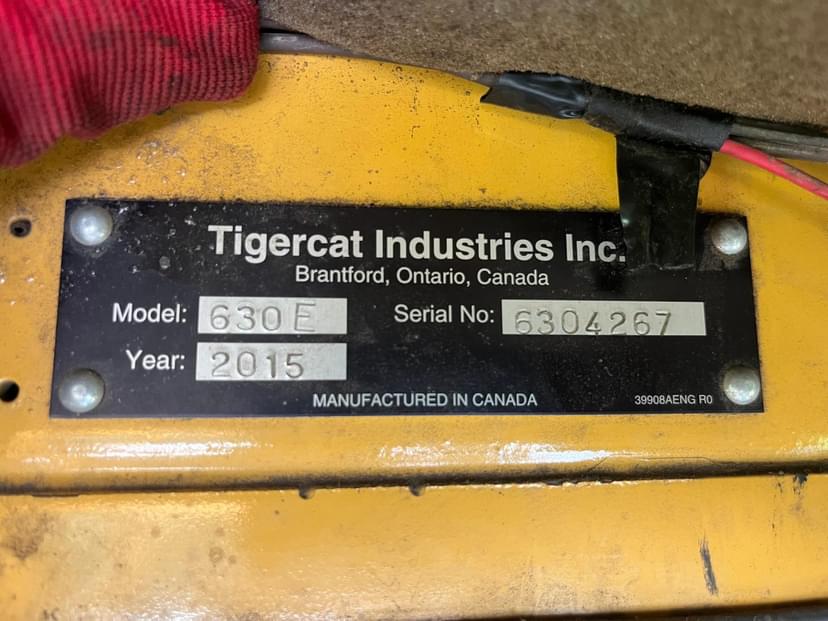 Tigercat Industries Inc.
Brantford, Ontario, Canada
Model: 630E Serial No: 6304267
Year: 2015
MANUFACTURED IN CANADA 39908AENG R0